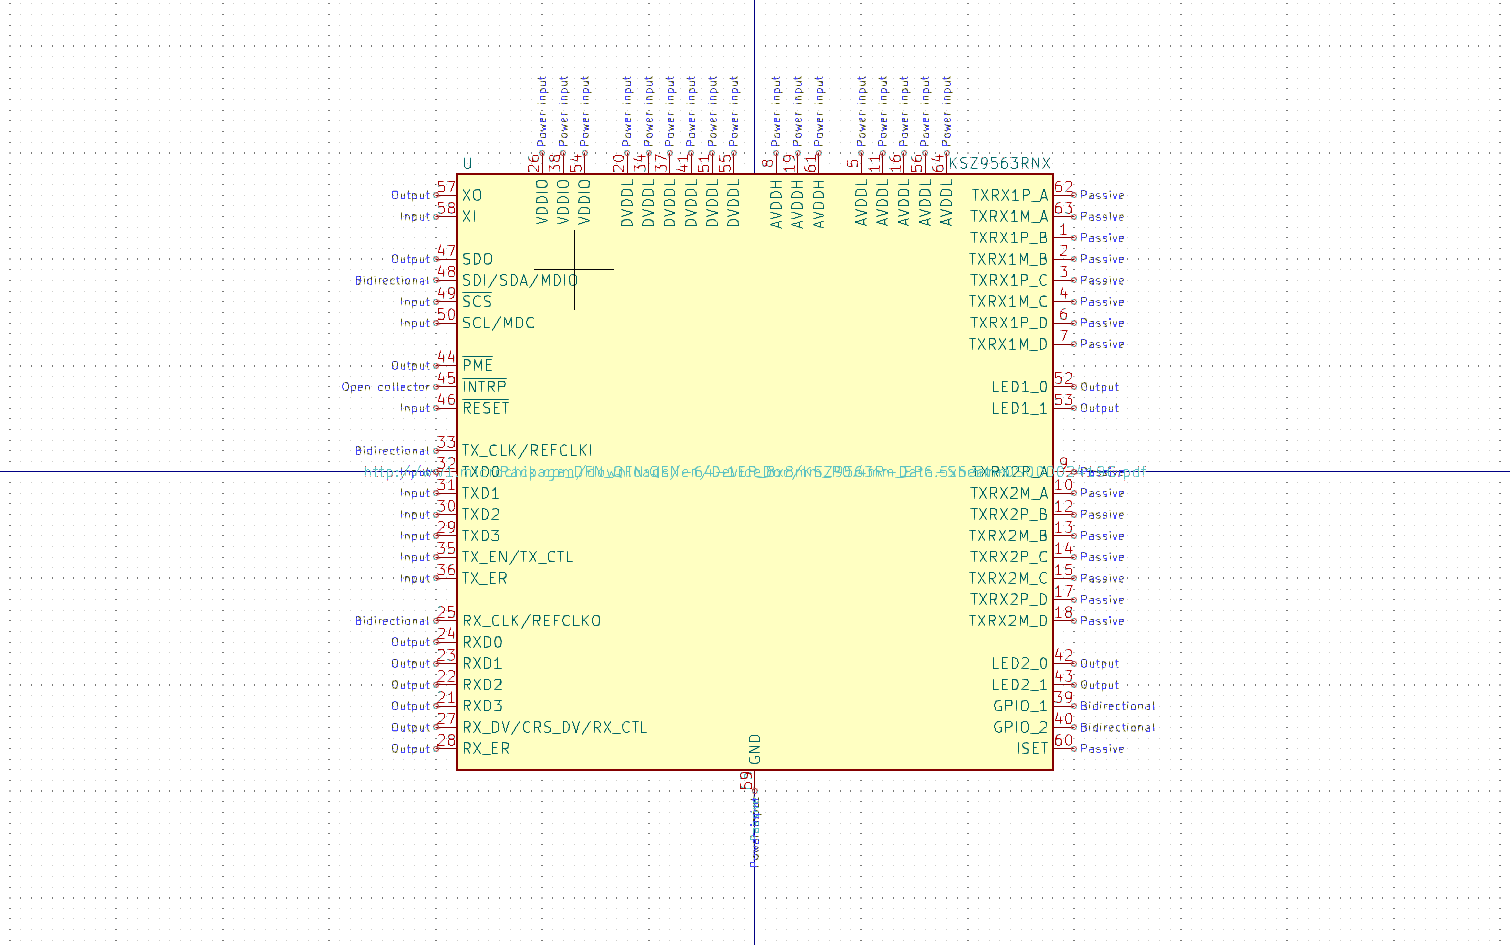 Power input Power input Power input Power input Power input Power input Power input Power input Power input Power input Power input Power input Power input Power input Power input Power input Power input
U KSZ9563RNX
26 38 54 20 34 37 41 51 55 8 19 61 5 11 16 56 64
VDDIO VDDIO VDDIO DVDDL DVDDL DVDDL DVDDL DVDDL DVDDL AVDDH AVDDH AVDDH AVDDL AVDDL AVDDL AVDDL AVDDL
Output 57 XO TXRX1P_A 62 Passive
Input 58 XI TXRX1M_A 63 Passive
TXRX1P_B 1 Passive
Output 47 SDO TXRX1M_B 2 Passive
Bidirectional 48 SDI/SDA/MDIO TXRX1P_C 3 Passive
Input 49 SCS TXRX1M_C 4 Passive
Input 50 SCL/MDC TXRX1P_D 6 Passive
TXRX1M_D 7 Passive
Output 44 PME
Open collector 45 INTRP LED1_0 52 Output
Input 46 RESET LED1_1 53 Output
Bidirectional 33 TX_CLK/REFCLKI
Input 32 TXD0 TXRX2P_A 9 Passive
Input 31 TXD1 TXRX2M_A 10 Passive
Input 30 TXD2 TXRX2P_B 12 Passive
Input 29 TXD3 TXRX2M_B 13 Passive
Input 35 TX_EN/TX_CTL TXRX2P_C 14 Passive
Input 36 TX_ER TXRX2M_C 15 Passive
TXRX2P_D 17 Passive
Bidirectional 25 RX_CLK/REFCLKO TXRX2M_D 18 Passive
Output 24 RXD0
Output 23 RXD1 LED2_0 42 Output
Output 22 RXD2 LED2_1 43 Output
Output 21 RXD3 GPIO_1 39 Bidirectional
Output 27 RX_DV/CRS_DV/RX_CTL GPIO_2 40 Bidirectional
Output 28 RX_ER ISET 60 Passive
GND
59
Power input